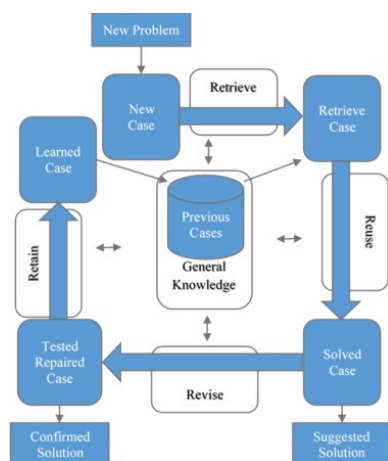 New Problem
New
Case
Retrieve
Retrieve
Case
Learned
Case
Previous
Cases
General
Knowledge
Reuse
Retain
Tested
Repaired
Case
Revise
Solved
Case
Confirmed
Solution
Suggested
Solution